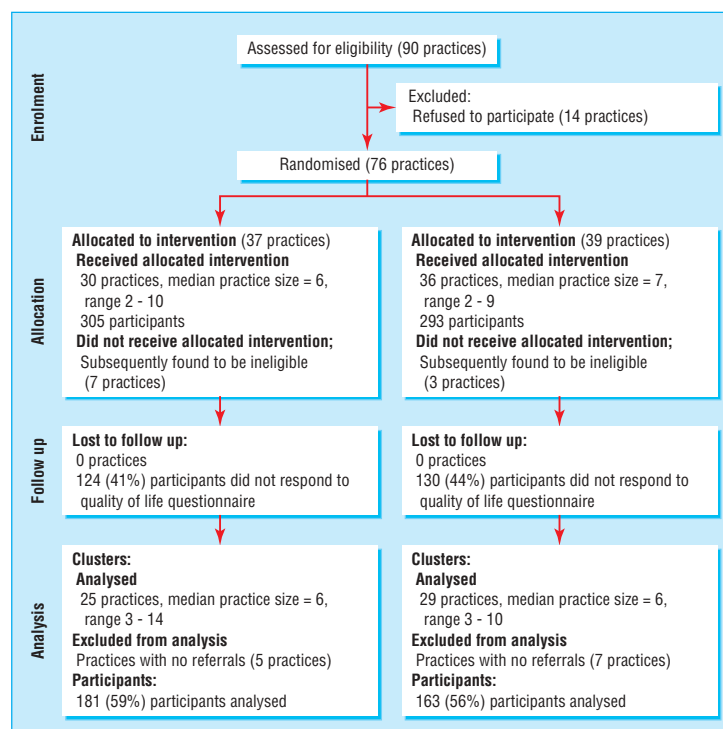 Enrolment
Assessed for eligibility (90 practices)
Excluded:
Refused to participate (14 practices)
Randomised (76 practices)
Allocation
Allocated to intervention (37 practices)
Received allocated intervention
30 practices, median practice size = 6,
range 2 - 10
305 participants
Did not receive allocated intervention;
Subsequently found to be ineligible
(7 practices)
Allocated to intervention (39 practices)
Received allocated intervention
36 practices, median practice size = 7,
range 2 - 9
293 participants
Did not receive allocated intervention;
Subsequently found to be ineligible
(3 practices)
Follow up
Lost to follow up:
0 practices
124 (41%) participants did not respond to
quality of life questionnaire
Lost to follow up:
0 practices
130 (44%) participants did not respond to
quality of life questionnaire
Analysis
Clusters:
Analysed
25 practices, median practice size = 6,
range 3 - 14
Excluded from analysis
Practices with no referrals (5 practices)
Participants:
181 (59%) participants analysed
Clusters:
Analysed
29 practices, median practice size = 6,
range 3 - 10
Excluded from analysis
Practices with no referrals (7 practices)
Participants:
163 (56%) participants analysed